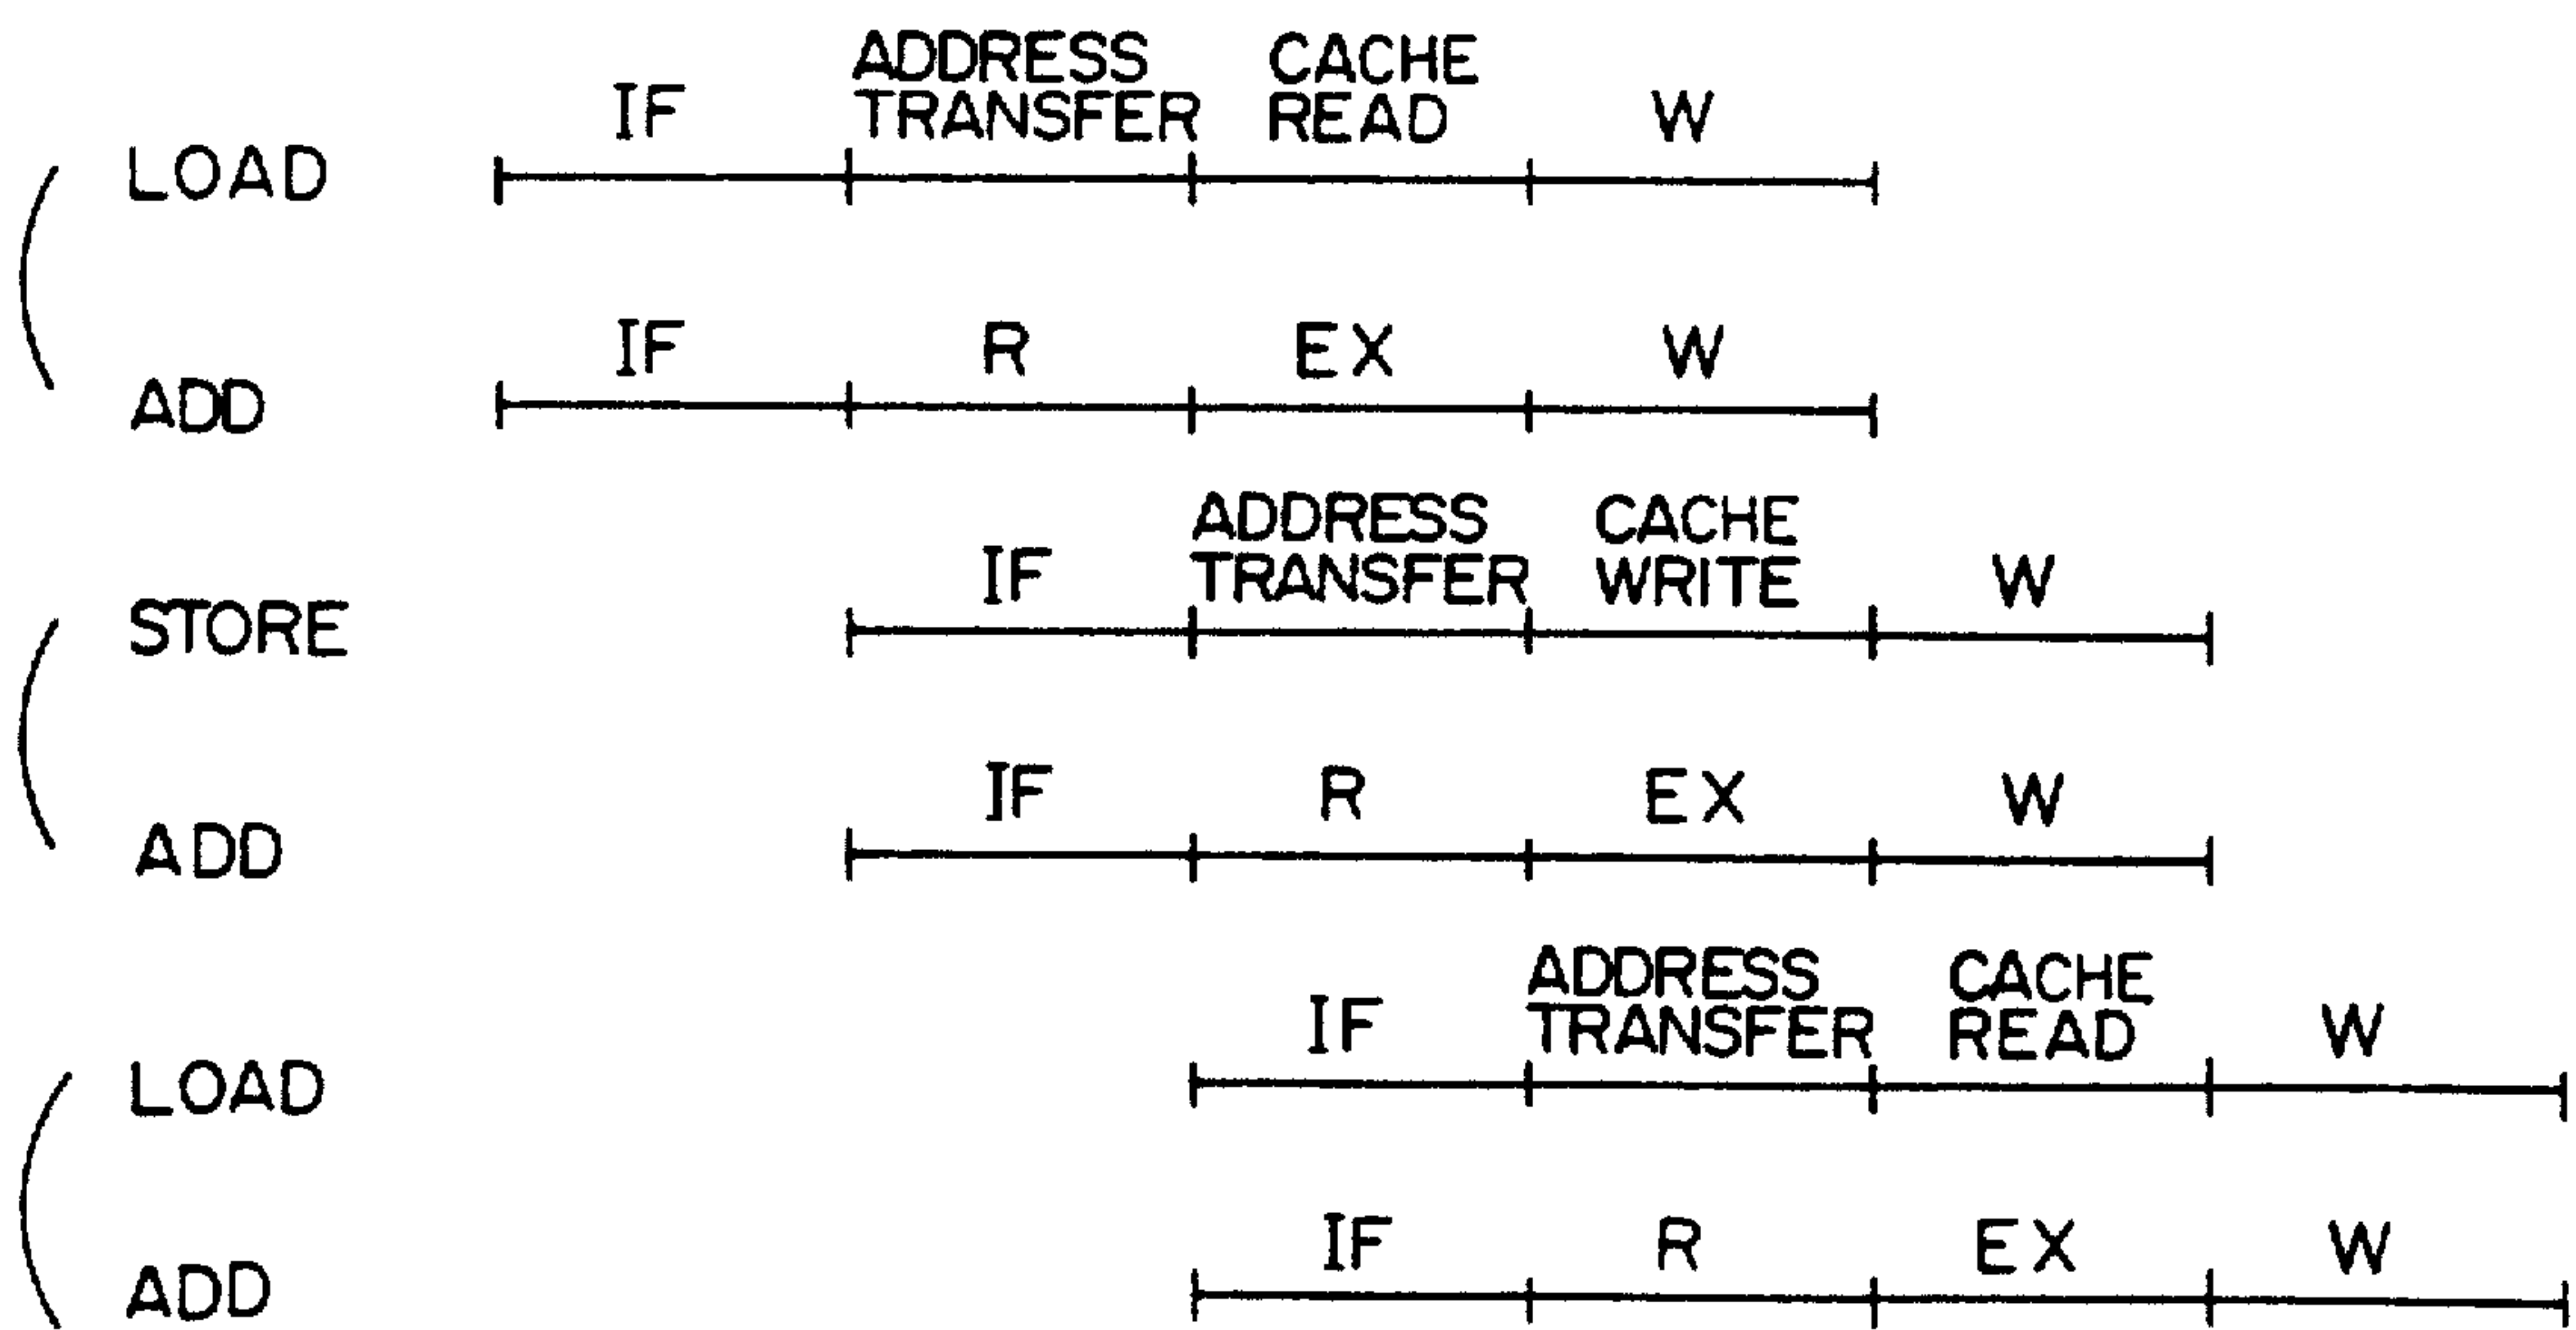 IF ADDRESS TRANSFER CACHE READ W
LOAD
IF R EX W
ADD
IF ADDRESS TRANSFER CACHE WRITE W
STORE
IF R EX W
ADD
IF ADDRESS TRANSFER CACHE READ W
LOAD
IF R EX W
ADD